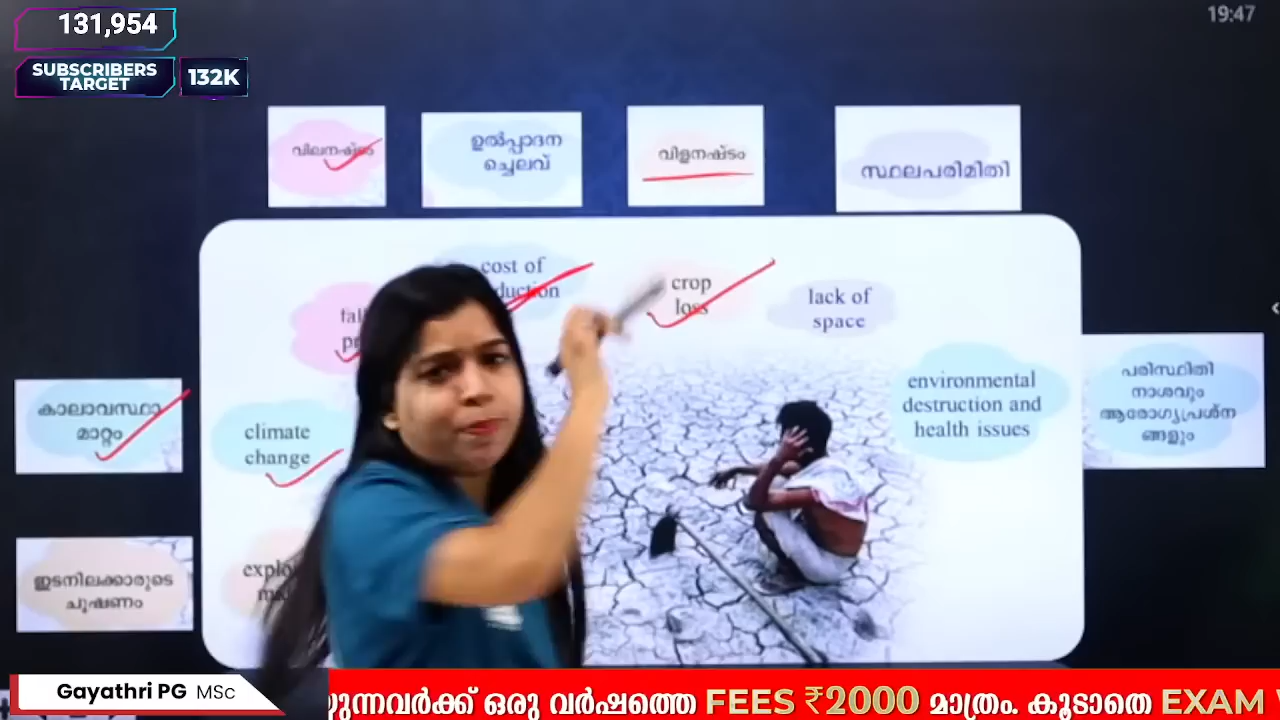 131,954
SUBSCRIBERS
TARGET
132K
19:47
വിലനഷ്ടം
ഉൽപ്പാദന
ച്ചെലവ്
വിളനഷ്ടം
സ്ഥലപരിമിതി
cost of
crop
loss
lack of
space
environmental
destruction and
health issues
പരിസ്ഥിതി
നാശവും
ആരോഗ്യപ്രശ്ന
ങ്ങളും
കാലാവസ്ഥാ
മാറ്റം
climate
change
ഇടനിലക്കാരുടെ
ചൂഷണം
Gayathri PG MSc
ഒരു വർഷത്തെ FEES ₹2000 മാത്രം. കൂടാതെ EXAM